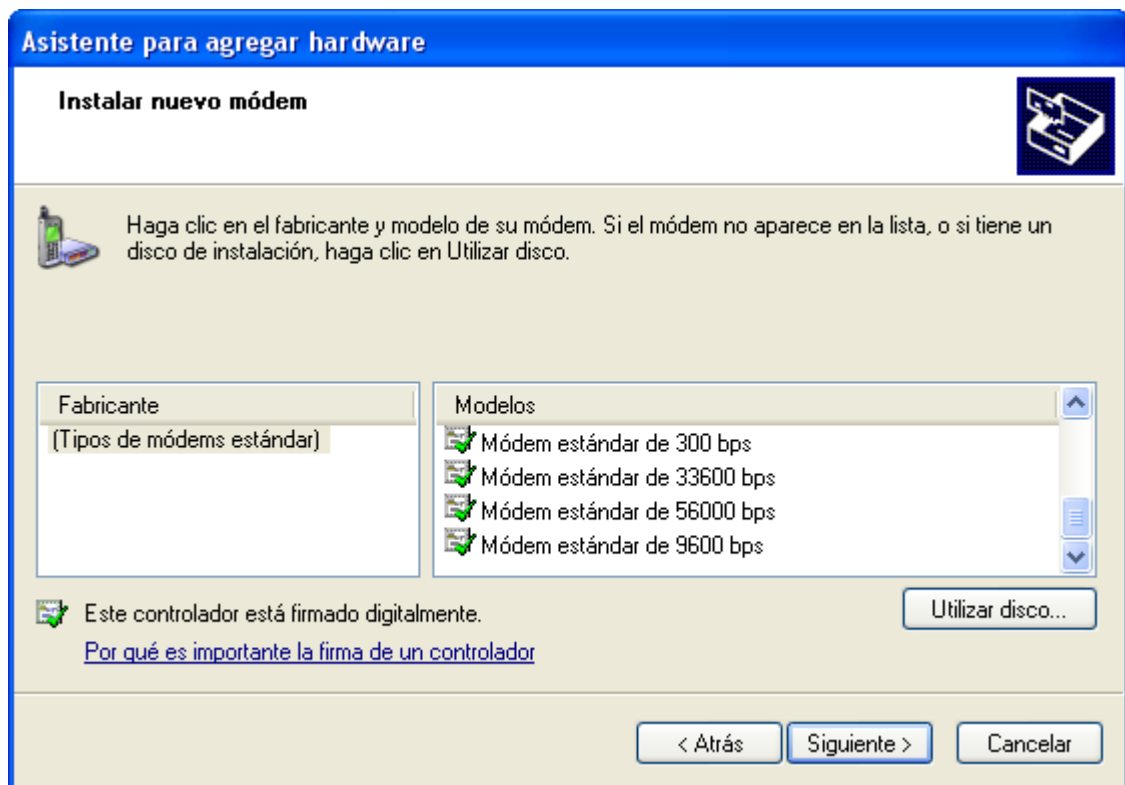 Asistente para agregar hardware
Instalar nuevo módem
Haga clic en el fabricante y modelo de su módem. Si el módem no aparece en la lista, o si tiene un
disco de instalación, haga clic en Utilizar disco.
Fabricante
(Tipos de módems estándar)
Modelos
Módem estándar de 300 bps
Módem estándar de 33600 bps
Módem estándar de 56000 bps
Módem estándar de 9600 bps
Este controlador está firmado digitalmente.
Por qué es importante la firma de un controlador
Utilizar disco...
< Atrás
Siguiente >
Cancelar